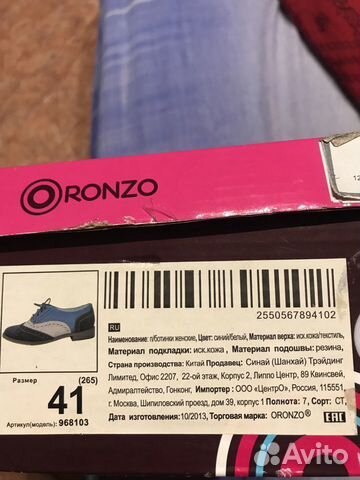 ORONZO
12
2550567894102
RU
Наименование: п/ботинки женские, Цвет: синий/белый, Материал верха: иск.кожа/текстиль,
Материал подкладки: иск.кожа, Материал подошвы: резина,
Страна производства: Китай Продавец: Синай (Шанхай) Трэйдинг
Лимитед, Офис 2207, 22-ой этаж, Корпус 2, Липпо Центр, 89 Квинсвей,
Адмиралтейство, Гонконг. Импортер : ООО «ЦентрО», Россия, 115551,
г. Москва, Шипиловский проезд, дом 39, корпус 1 Полнота: 7, Сорт: СТ,
Дата изготовления: 10/2013, Торговая марка: ORONZO® EAC
Размер (265)
41
Артикул(модель): 968103
Avito